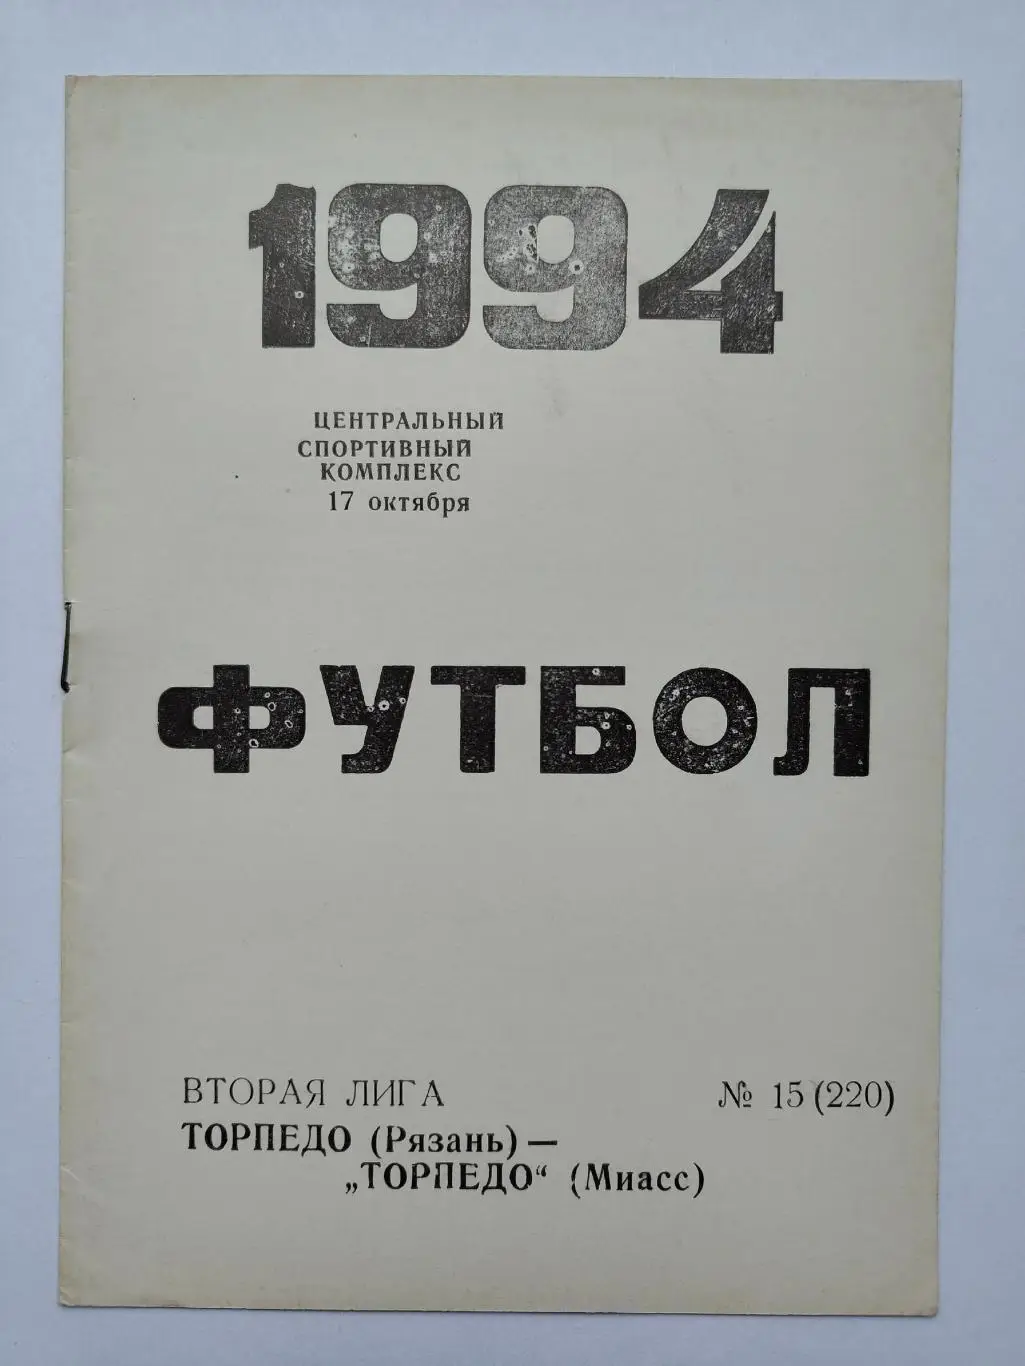 1994
ЦЕНТРАЛЬНЫЙ
СПОРТИВНЫЙ
КОМПЛЕКС
17 октября
ФУТБОЛ
ВТОРАЯ ЛИГА № 15 (220)
ТОРПЕДО (Рязань) —
„ТОРПЕДО“ (Миасс)